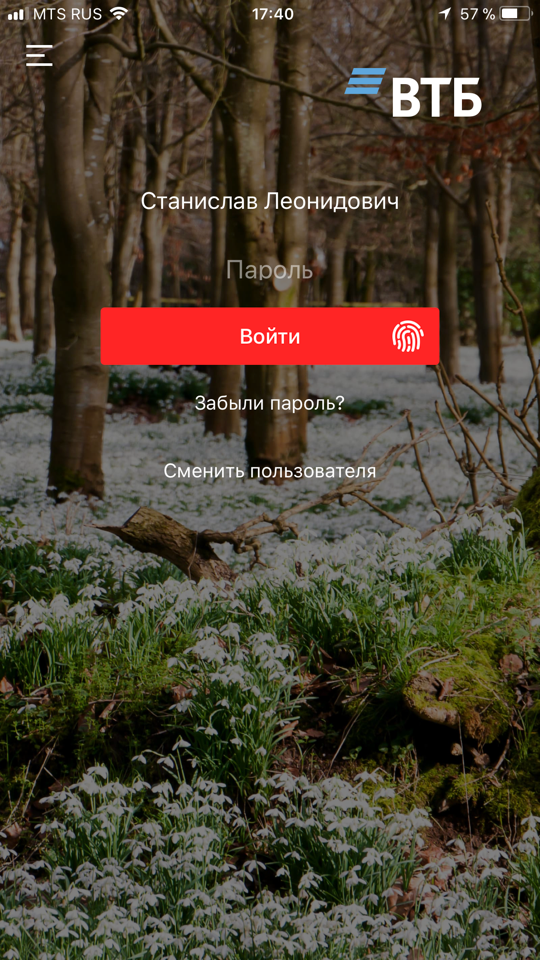 MTS RUS 17:40 57 %
ВТБ
Станислав Леонидович
Пароль
Войти
Забыли пароль?
Сменить пользователя